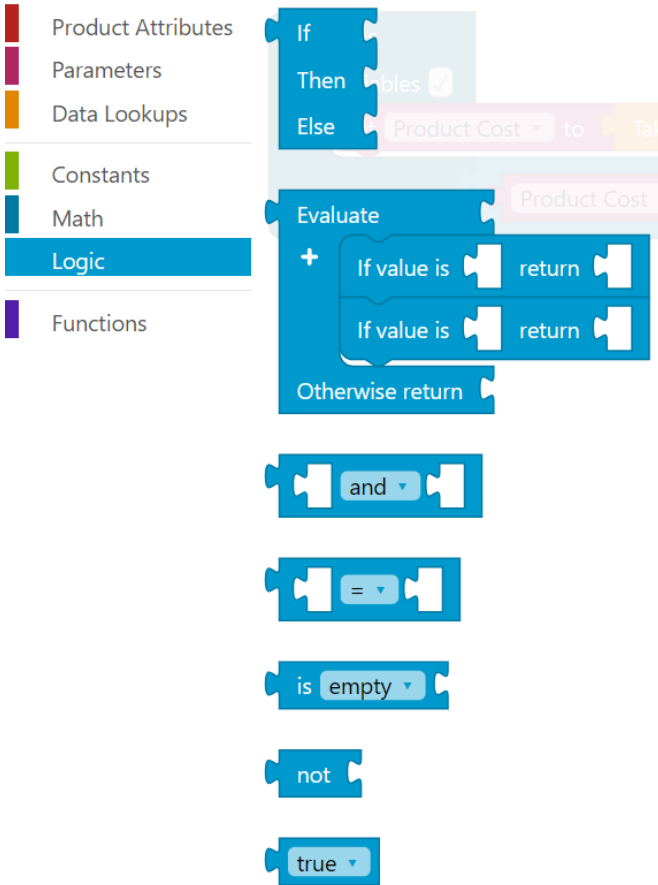 Product Attributes
Parameters
Data Lookups
Constants
Math
Logic
Functions
If
Then
Else
Product Cost to
Product Cost
Evaluate
If value is return
If value is return
Otherwise return
and
=
is empty
not
true